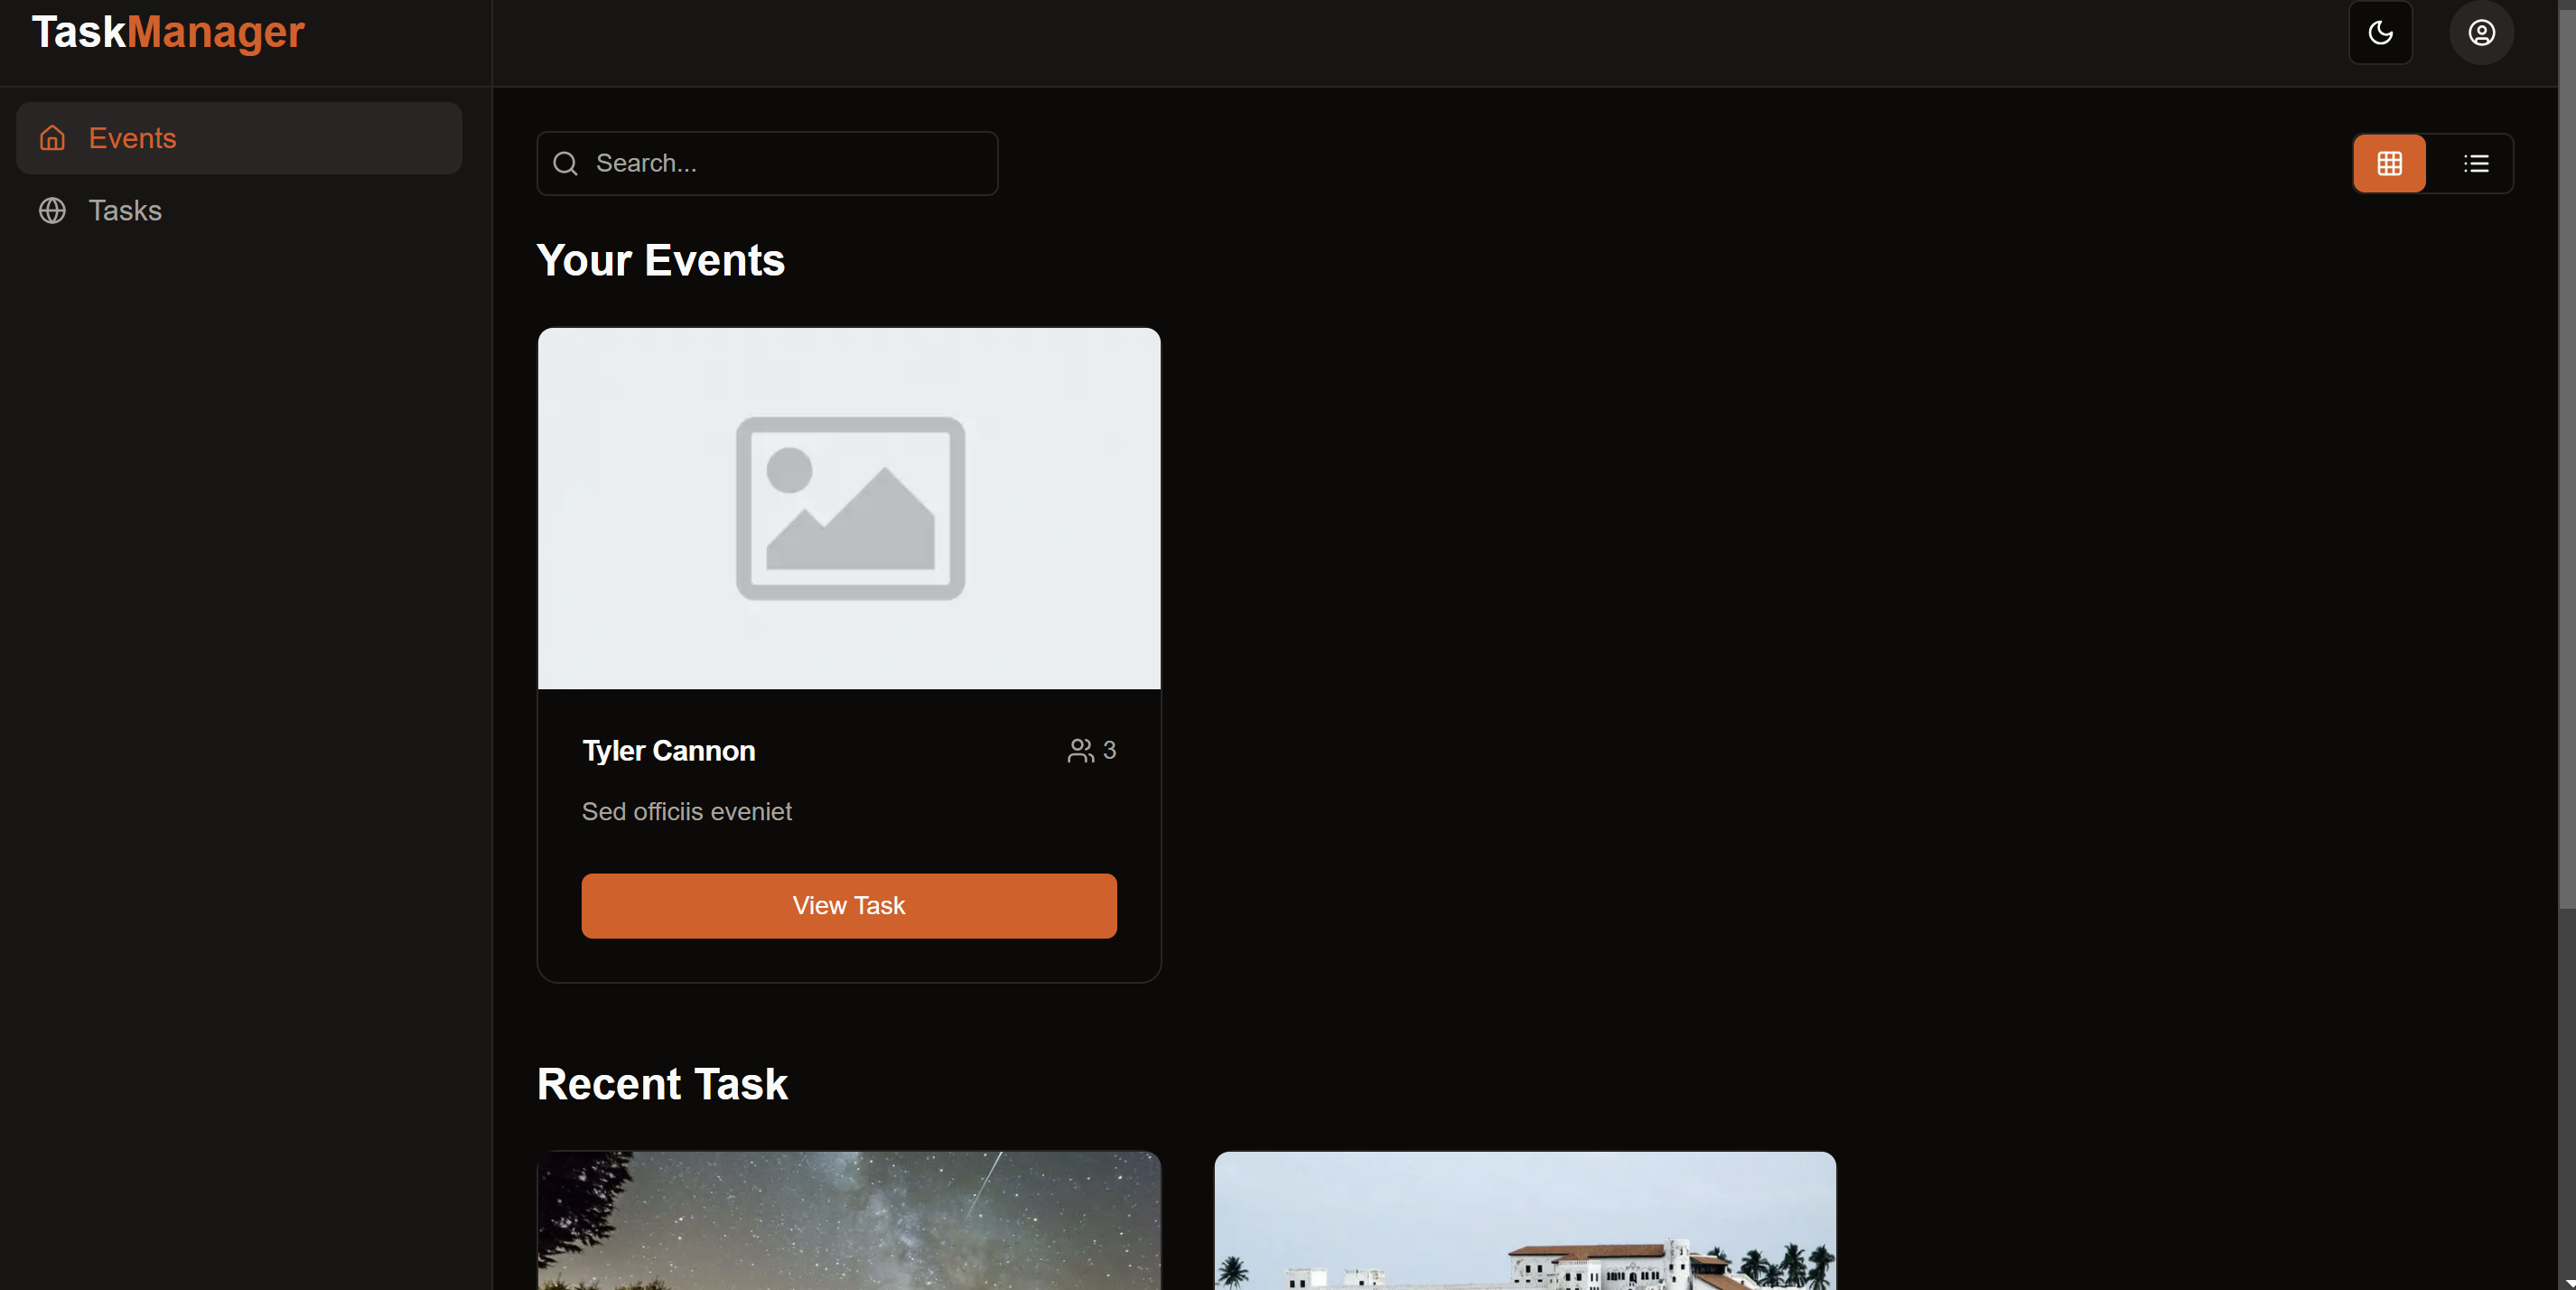 TaskManager
Events
Tasks
Search...
Your Events
Tyler Cannon
3
Sed officiis eveniet
View Task
Recent Task